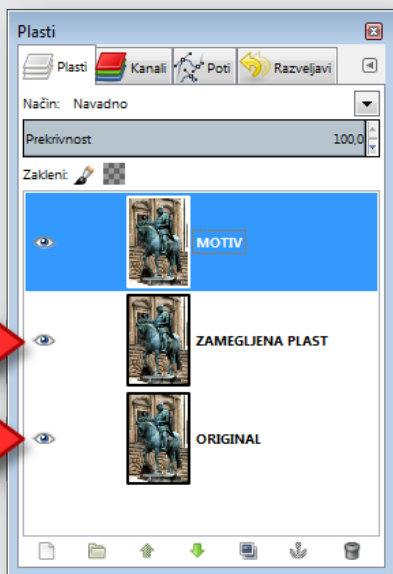 Plasti
Plasti Kanali Poti Razveljavi
Način: Navadno
Prekrivnost 100,0
Zakleni:
MOTIV
ZAMEGLJENA PLAST
ORIGINAL